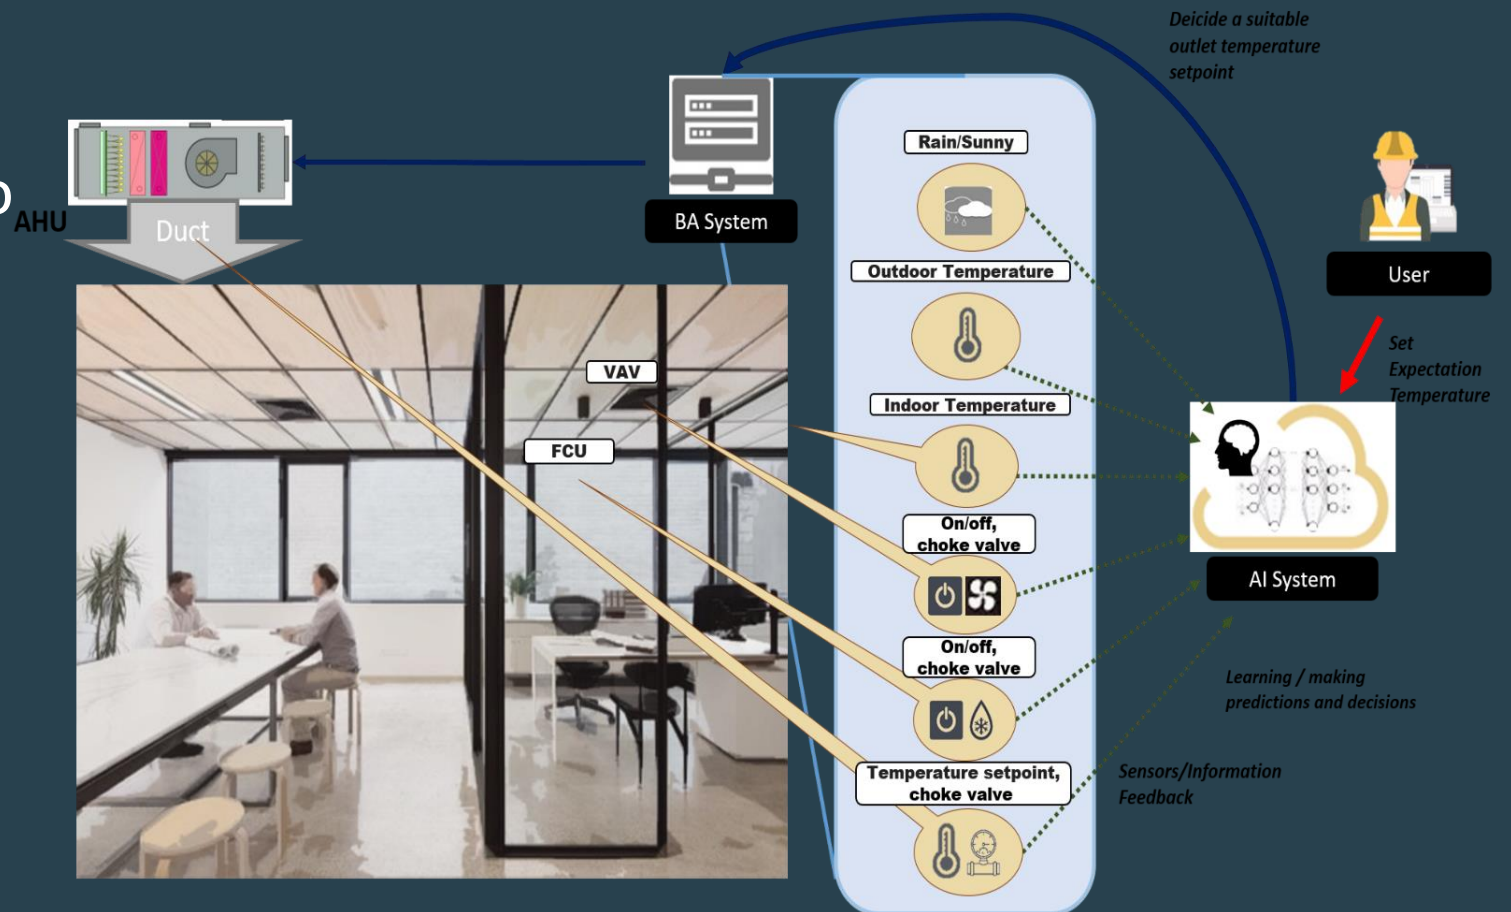 Deicide a suitable
outlet temperature
setpoint
Rain/Sunny
AHU
Duct
BA System
User
Outdoor Temperature
Set
Expectation
Temperature
VAV
Indoor Temperature
FCU
On/off,
choke valve
AI System
On/off,
choke valve
Learning / making
predictions and decisions
Temperature setpoint,
choke valve
Sensors/Information
Feedback